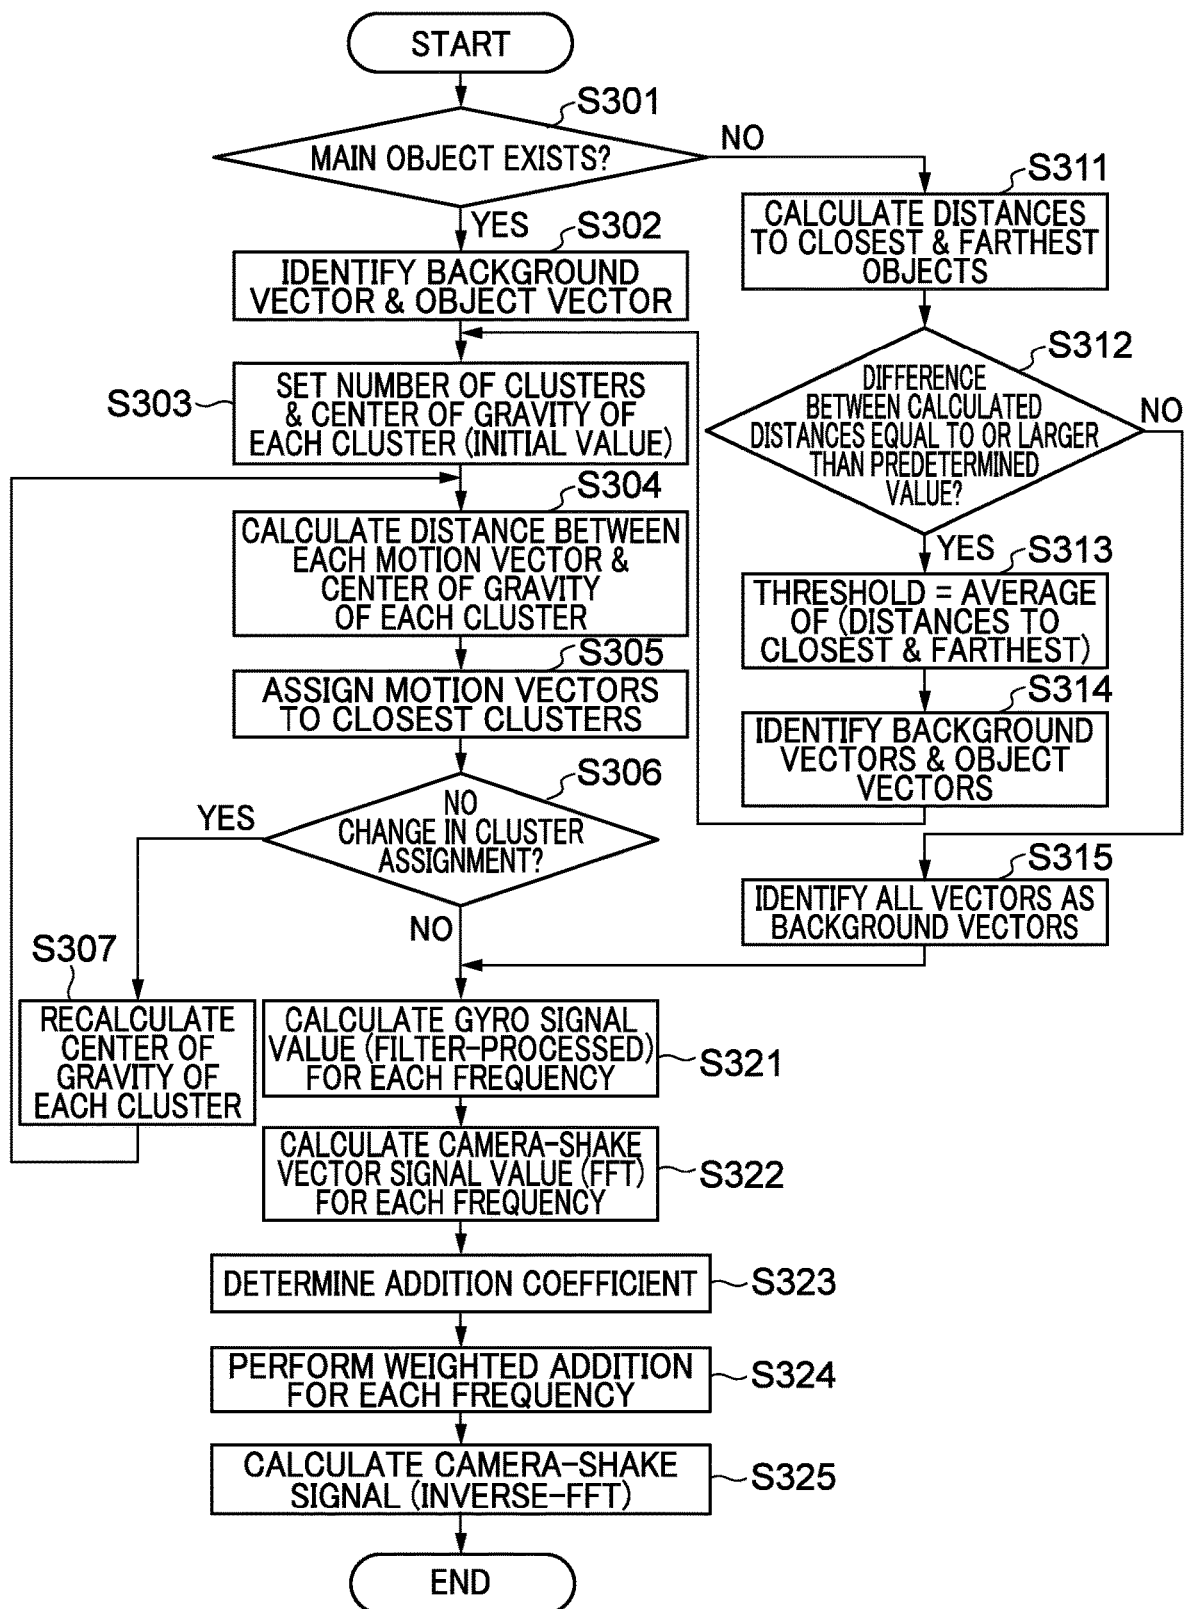 START
S301
MAIN OBJECT EXISTS?
NO
YES
S302
IDENTIFY BACKGROUND
VECTOR & OBJECT VECTOR
S303
SET NUMBER OF CLUSTERS
& CENTER OF GRAVITY OF
EACH CLUSTER (INITIAL VALUE)
S304
CALCULATE DISTANCE BETWEEN
EACH MOTION VECTOR &
CENTER OF GRAVITY
OF EACH CLUSTER
S305
ASSIGN MOTION VECTORS
TO CLOSEST CLUSTERS
S306
NO
CHANGE IN CLUSTER
ASSIGNMENT?
YES
NO
S307
RECALCULATE
CENTER OF
GRAVITY OF
EACH CLUSTER
S311
CALCULATE DISTANCES
TO CLOSEST & FARTHEST
OBJECTS
S312
DIFFERENCE
BETWEEN CALCULATED
DISTANCES EQUAL TO OR LARGER
THAN PREDETERMINED
VALUE?
NO
YES
S313
THRESHOLD = AVERAGE
OF (DISTANCES TO
CLOSEST & FARTHEST)
S314
IDENTIFY BACKGROUND
VECTORS & OBJECT
VECTORS
S315
IDENTIFY ALL VECTORS AS
BACKGROUND VECTORS
CALCULATE GYRO SIGNAL
VALUE (FILTER-PROCESSED)
FOR EACH FREQUENCY
S321
CALCULATE CAMERA-SHAKE
VECTOR SIGNAL VALUE (FFT)
FOR EACH FREQUENCY
S322
DETERMINE ADDITION COEFFICIENT
S323
PERFORM WEIGHTED ADDITION
FOR EACH FREQUENCY
S324
CALCULATE CAMERA-SHAKE
SIGNAL (INVERSE-FFT)
S325
END